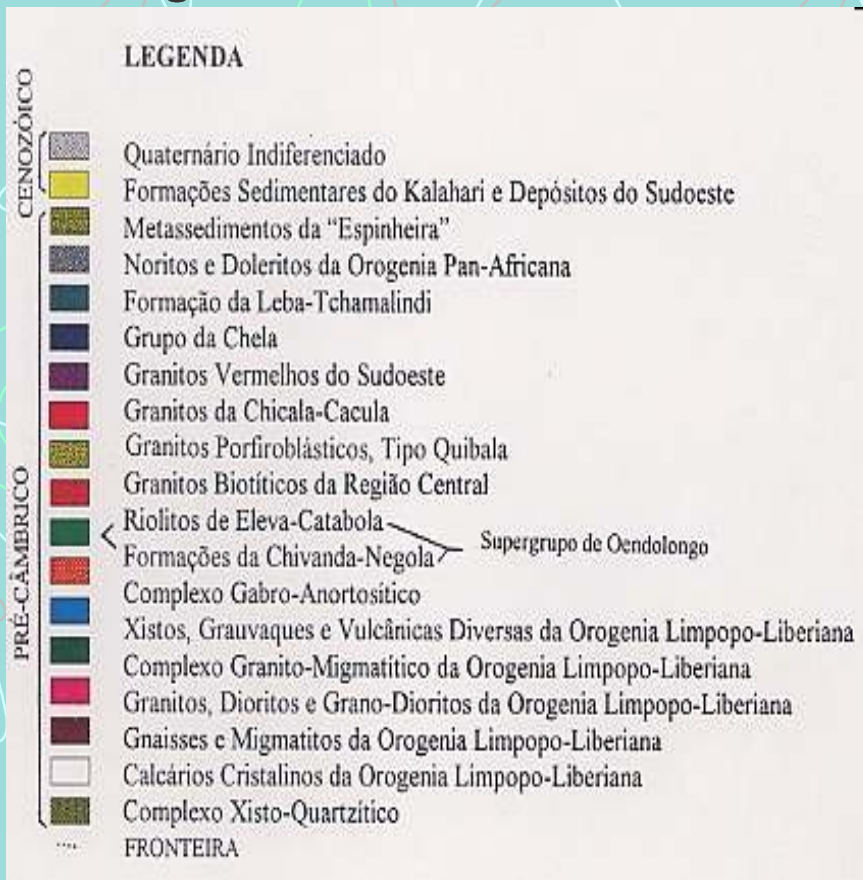 LEGENDA
CENOZÓICO
Quaternário Indiferenciado
Formações Sedimentares do Kalahari e Depósitos do Sudoeste
PRÉ-CÂMBRICO
Metassedimentos da “Espinheira”
Noritos e Doleritos da Orogenia Pan-Africana
Formação da Leba-Tchamalindi
Grupo da Chela
Granitos Vermelhos do Sudoeste
Granitos da Chicala-Cacula
Granitos Porfiroblásticos, Tipo Quibala
Granitos Biotíticos da Região Central
Riolitos de Eleva-Catabola
Formações da Chivanda-Negola
Supergrupo de Oendolongo
Complexo Gabro-Anortosítico
Xistos, Grauvaques e Vulcânicas Diversas da Orogenia Limpopo-Liberiana
Complexo Granito-Migmatítico da Orogenia Limpopo-Liberiana
Granitos, Dioritos e Grano-Dioritos da Orogenia Limpopo-Liberiana
Gnaisses e Migmatitos da Orogenia Limpopo-Liberiana
Calcários Cristalinos da Orogenia Limpopo-Liberiana
Complexo Xisto-Quartzítico
FRONTEIRA